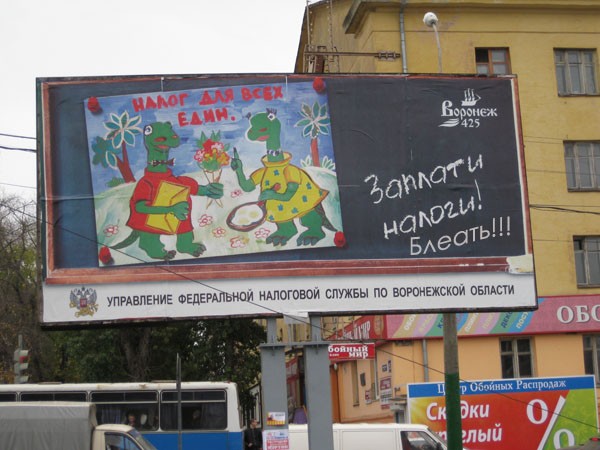 НАЛОГ ДЛЯ ВСЕХ
ЕДИН.
Воронеж
425
Заплати
налоги!
Блеать!!!
УПРАВЛЕНИЕ ФЕДЕРАЛЬНОЙ НАЛОГОВОЙ СЛУЖБЫ ПО ВОРОНЕЖСКОЙ ОБЛАСТИ
ОБО
обойный
мир
Центр Обойных Распродаж
Скидки
%